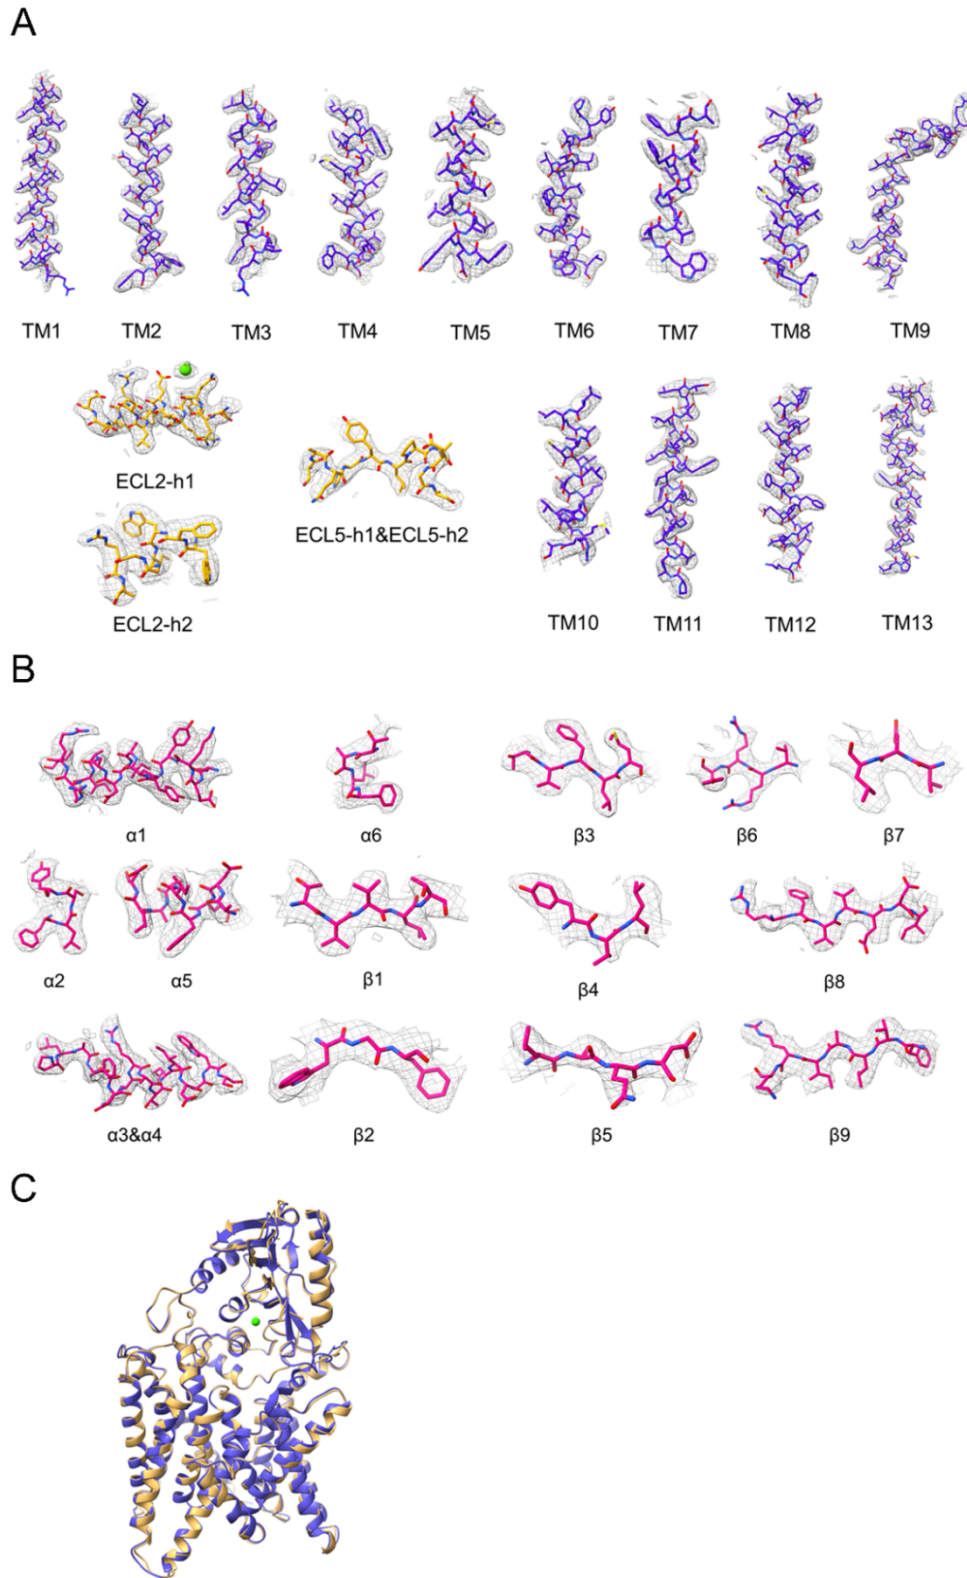 A
TM1 TM2 TM3 TM4 TM5 TM6 TM7 TM8 TM9
ECL2-h1
ECL5-h1&ECL5-h2
ECL2-h2
TM10 TM11 TM12 TM13
B
α1 α6 β3 β6 β7
α2 α5 β1 β4 β8
α3&α4 β2 β5 β9
C